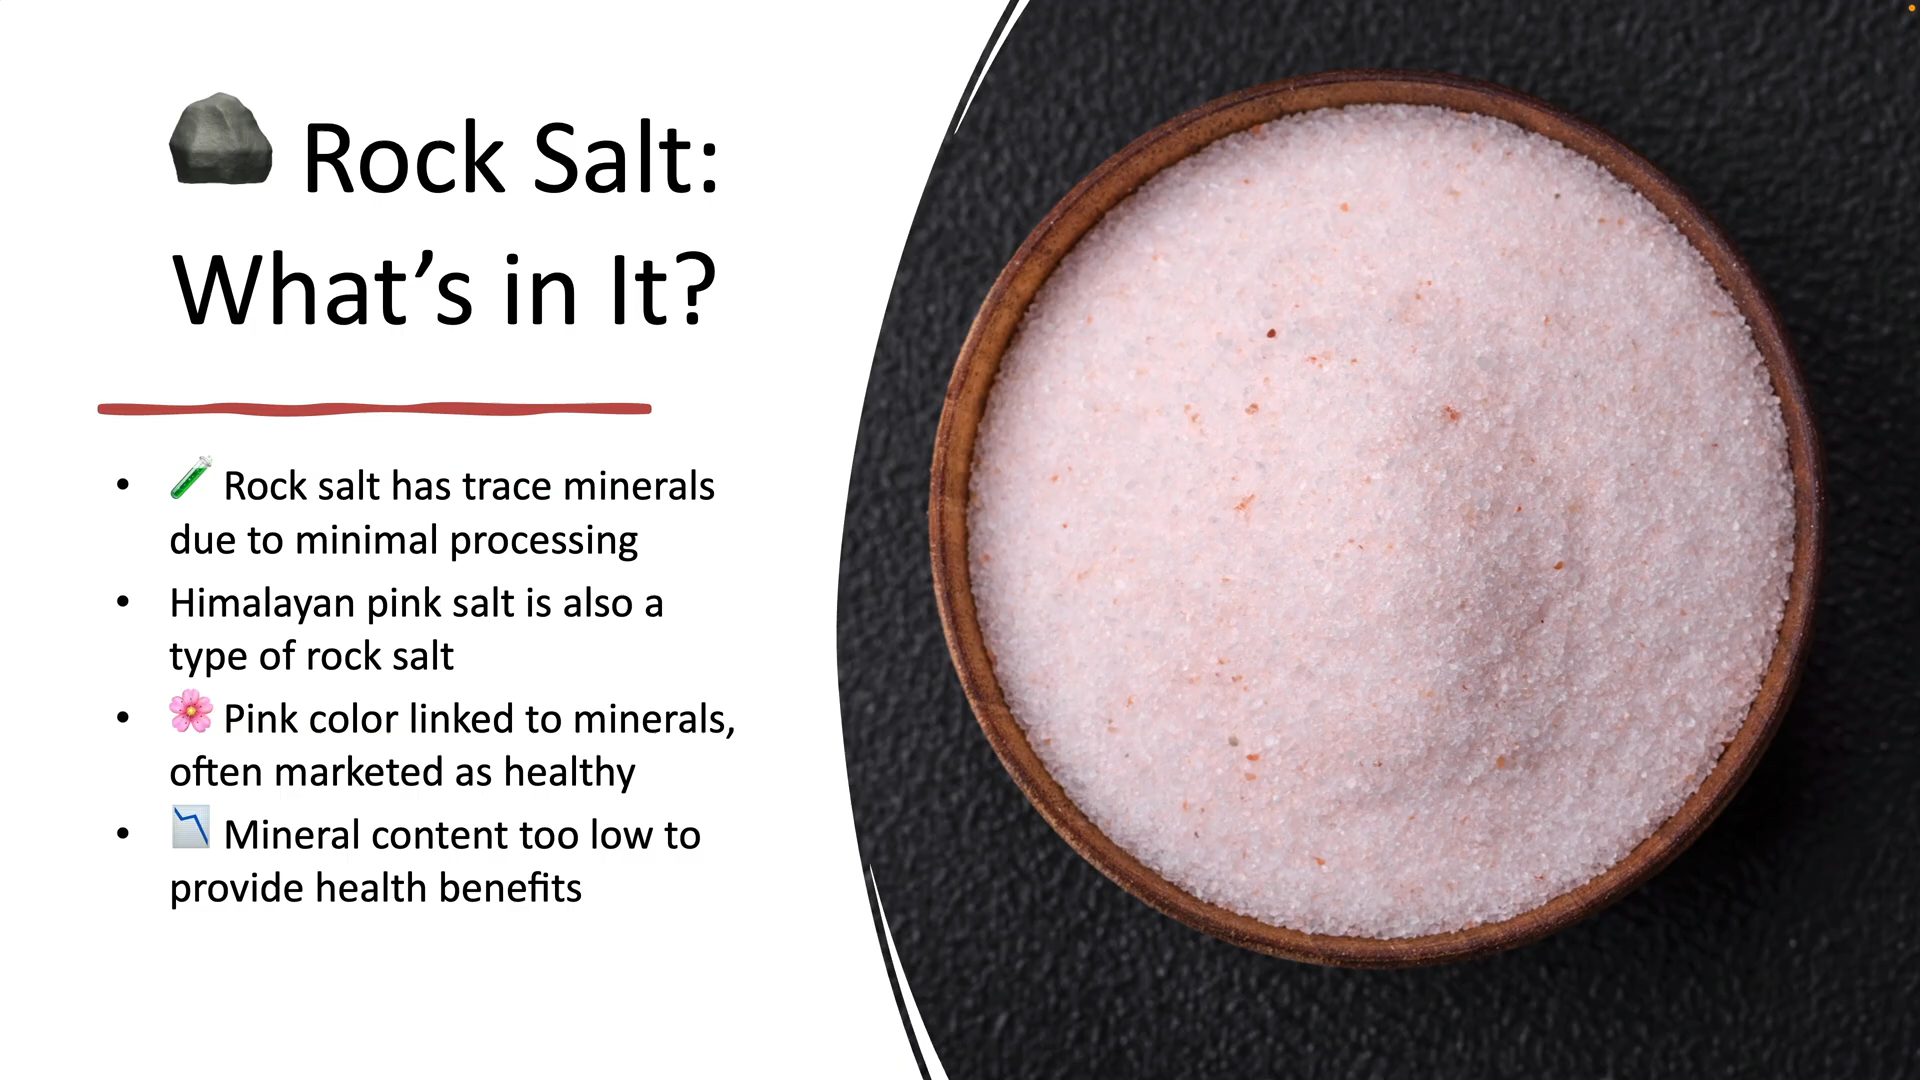 🪨 Rock Salt:
What’s in It?
• 🧪 Rock salt has trace minerals
due to minimal processing
• Himalayan pink salt is also a
type of rock salt
• 🌸 Pink color linked to minerals,
often marketed as healthy
• 📉 Mineral content too low to
provide health benefits